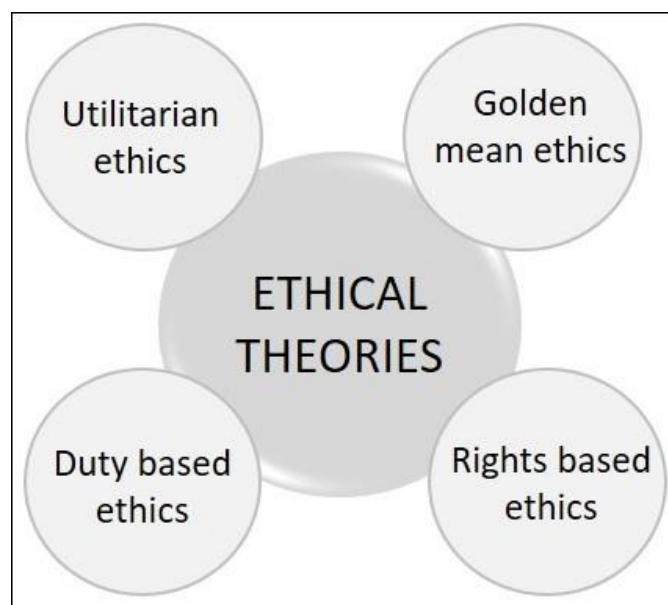 Utilitarian
ethics
Golden
mean ethics
ETHICAL
THEORIES
Duty based
ethics
Rights based
ethics